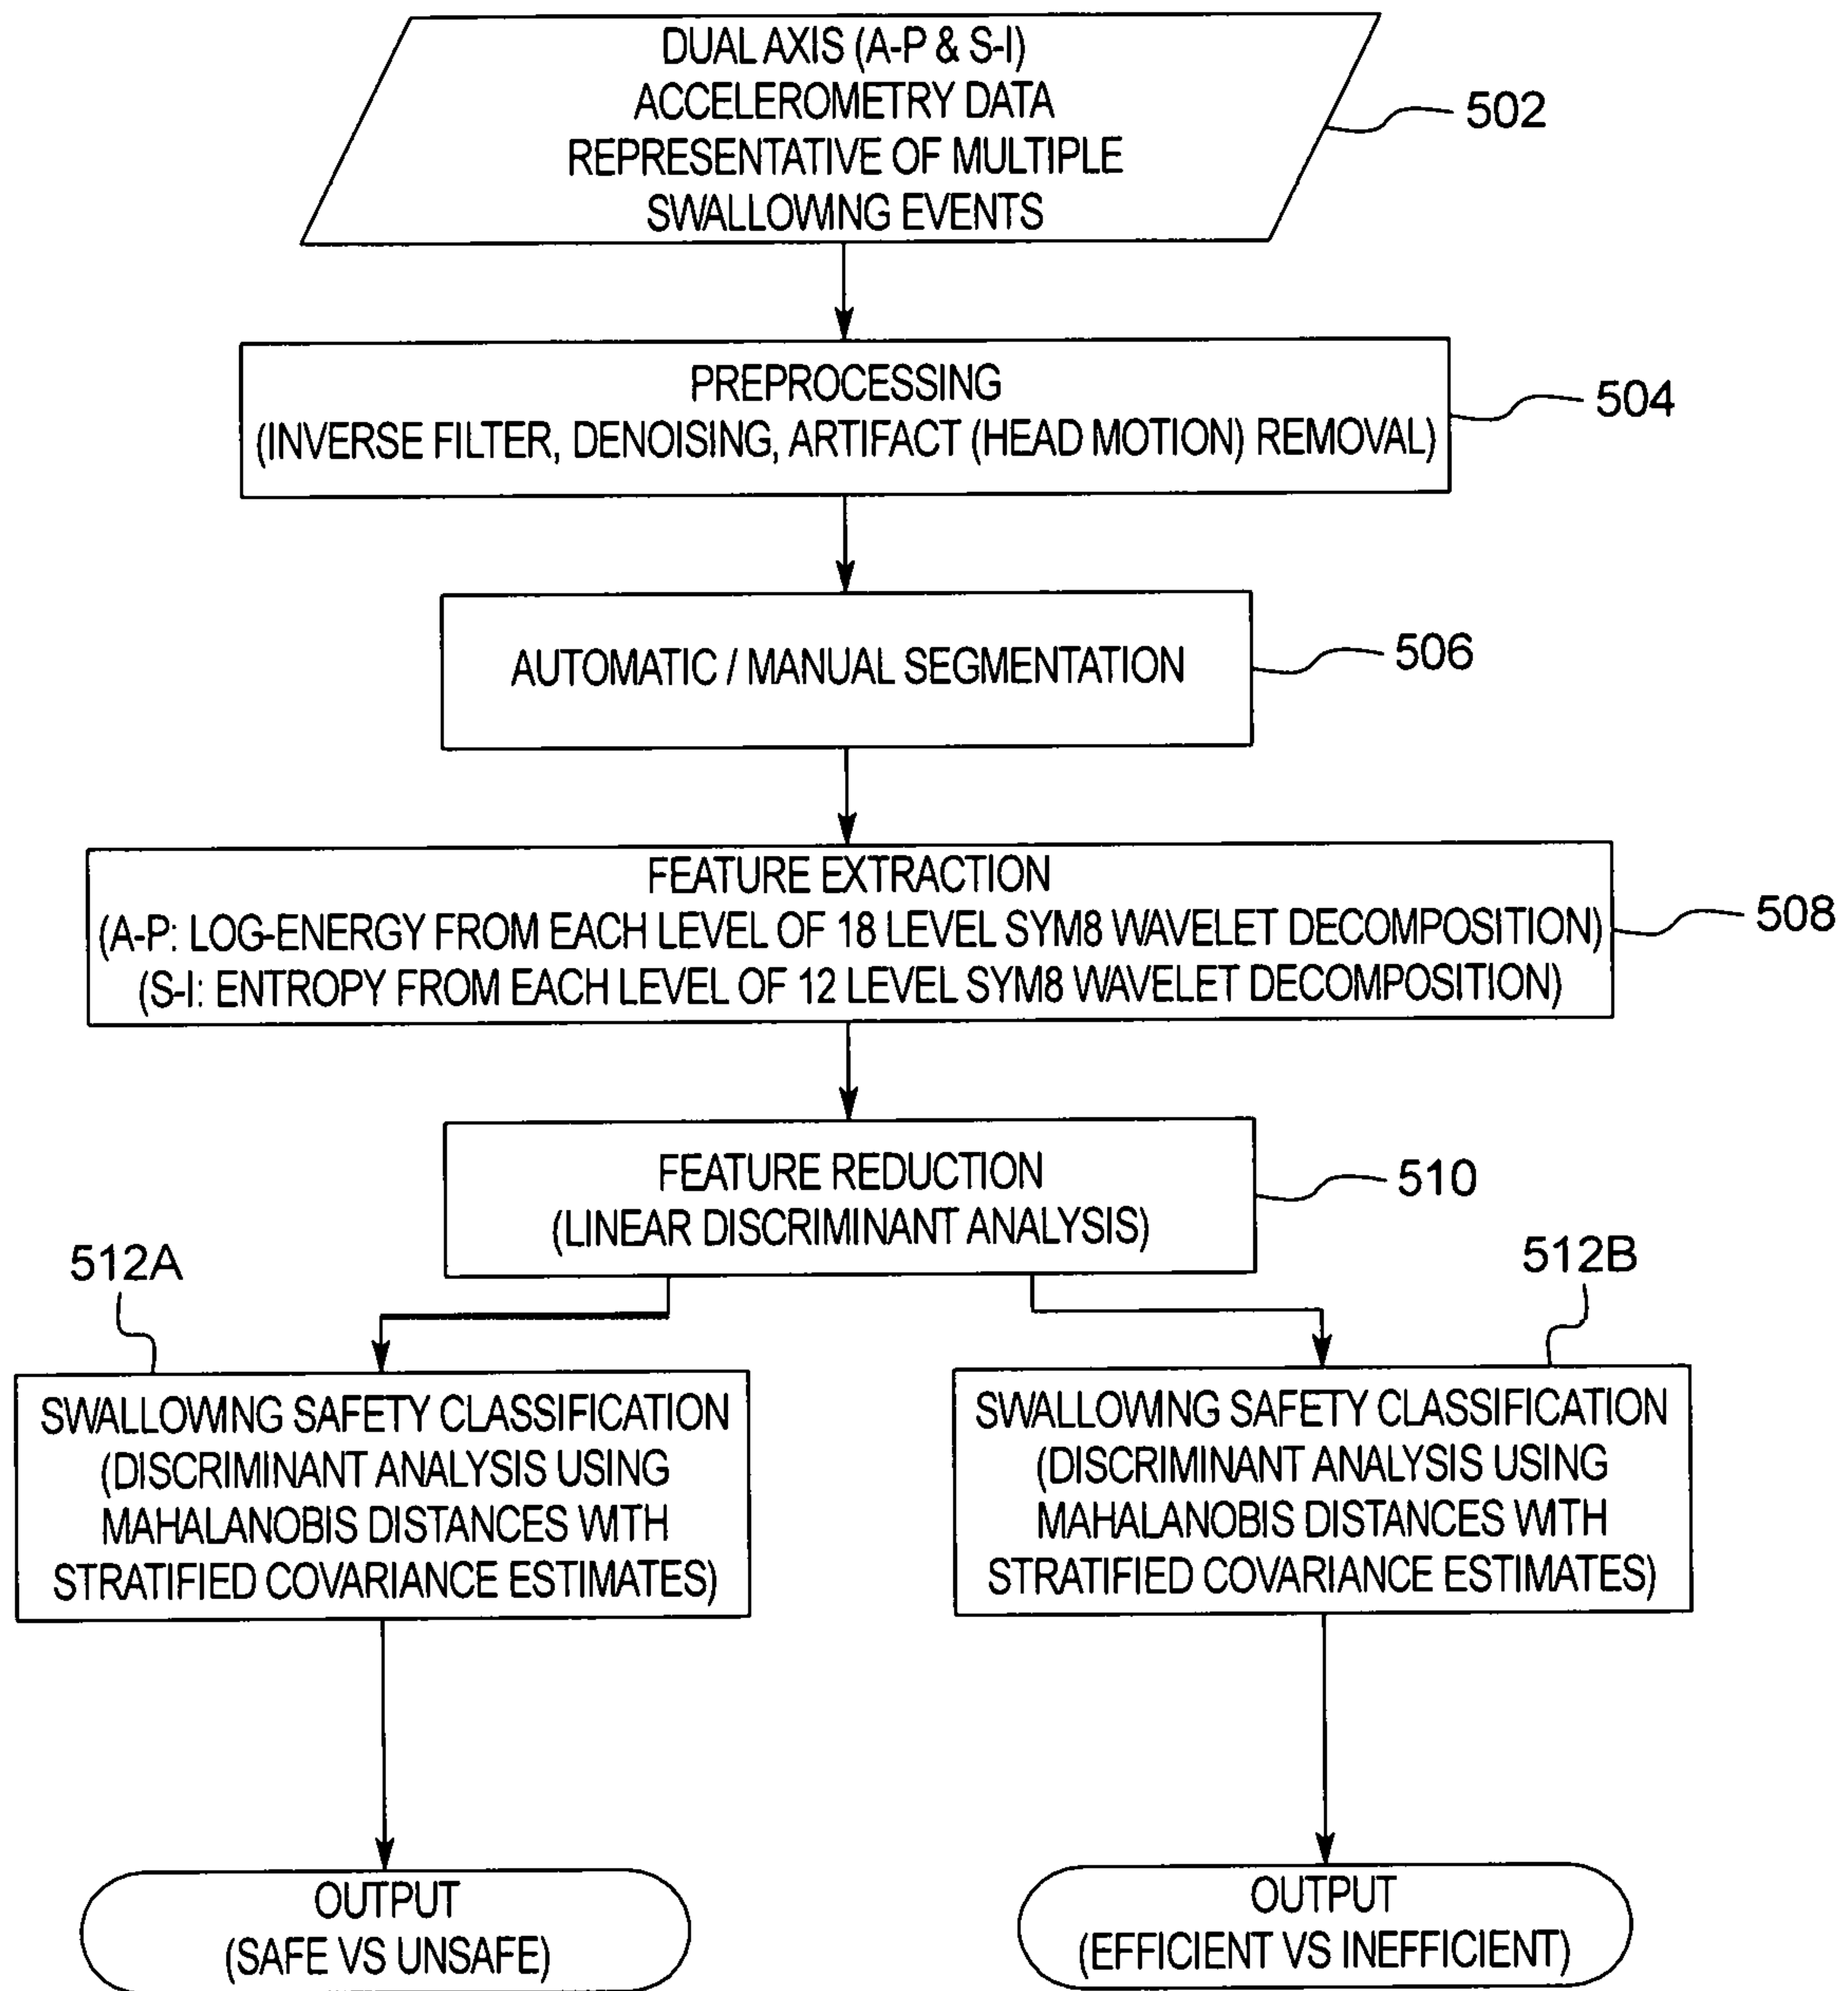 DUAL AXIS (A-P & S-I)
ACCELEROMETRY DATA
REPRESENTATIVE OF MULTIPLE
SWALLOWING EVENTS
502
PREPROCESSING
(INVERSE FILTER, DENOISING, ARTIFACT (HEAD MOTION) REMOVAL)
504
AUTOMATIC / MANUAL SEGMENTATION
506
FEATURE EXTRACTION
(A-P: LOG-ENERGY FROM EACH LEVEL OF 18 LEVEL SYM8 WAVELET DECOMPOSITION)
(S-I: ENTROPY FROM EACH LEVEL OF 12 LEVEL SYM8 WAVELET DECOMPOSITION)
508
FEATURE REDUCTION
(LINEAR DISCRIMINANT ANALYSIS)
510
512A
SWALLOWING SAFETY CLASSIFICATION
(DISCRIMINANT ANALYSIS USING
MAHALANOBIS DISTANCES WITH
STRATIFIED COVARIANCE ESTIMATES)
512B
SWALLOWING SAFETY CLASSIFICATION
(DISCRIMINANT ANALYSIS USING
MAHALANOBIS DISTANCES WITH
STRATIFIED COVARIANCE ESTIMATES)
OUTPUT
(SAFE VS UNSAFE)
OUTPUT
(EFFICIENT VS INEFFICIENT)